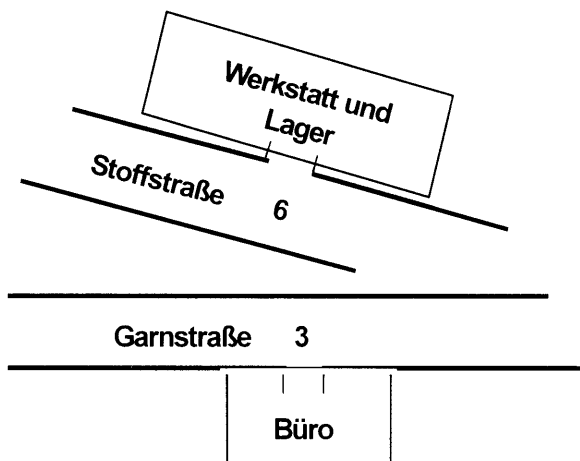 Werkstatt und
Lager
Stoffstraße 6
Garnstraße 3
Büro